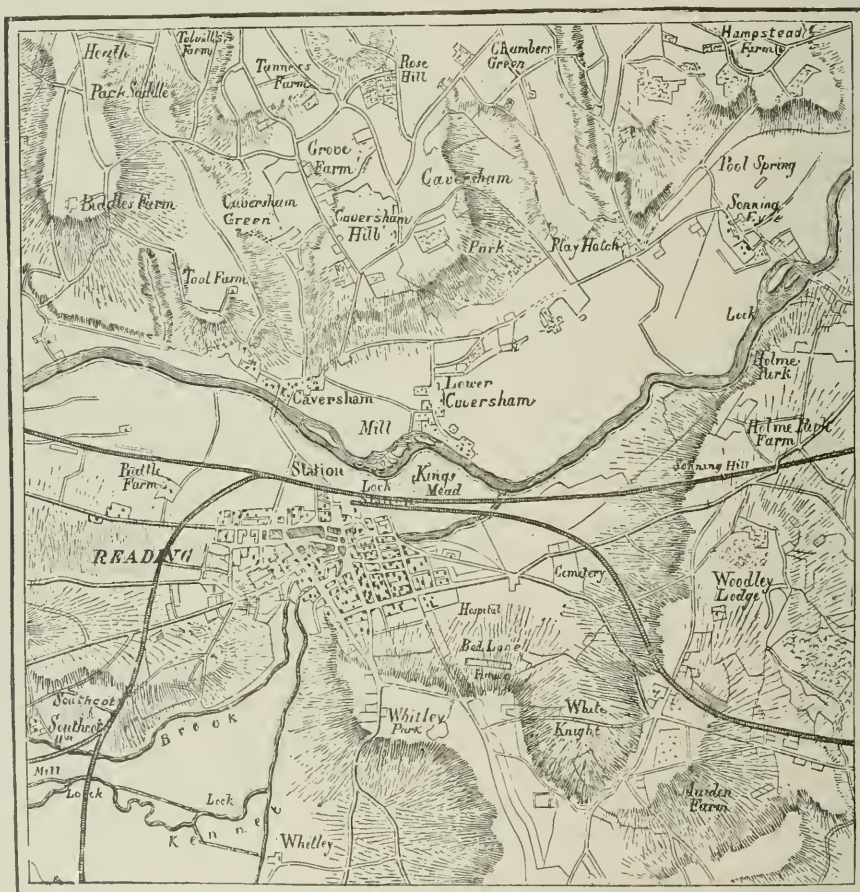 Heath
Tolvills
Farm
Tanners
Farm
Rose
Hill
Chambers
Green
Hampstead
Farm
Park Saddle
Grove
Farm
Caversham
Park
Pool Spring
Sonning
Eye
Biddles Farm
Caversham
Green
Caversham
Hill
Play Hatch
Tool Farm
Lock
Holme
Park
Caversham
Lower
Caversham
Mill
Holme Park
Farm
Battle
Farm
Station
Lock
Kings
Mead
Sonning Hill
READING
Cemetery
Woodley
Lodge
Hospital
Red Lane
House
Southcot
Southcot
Brook
Whitley
Park
White
Knight
Mill
Lock
Lock
Kennet
Whitley
Farm